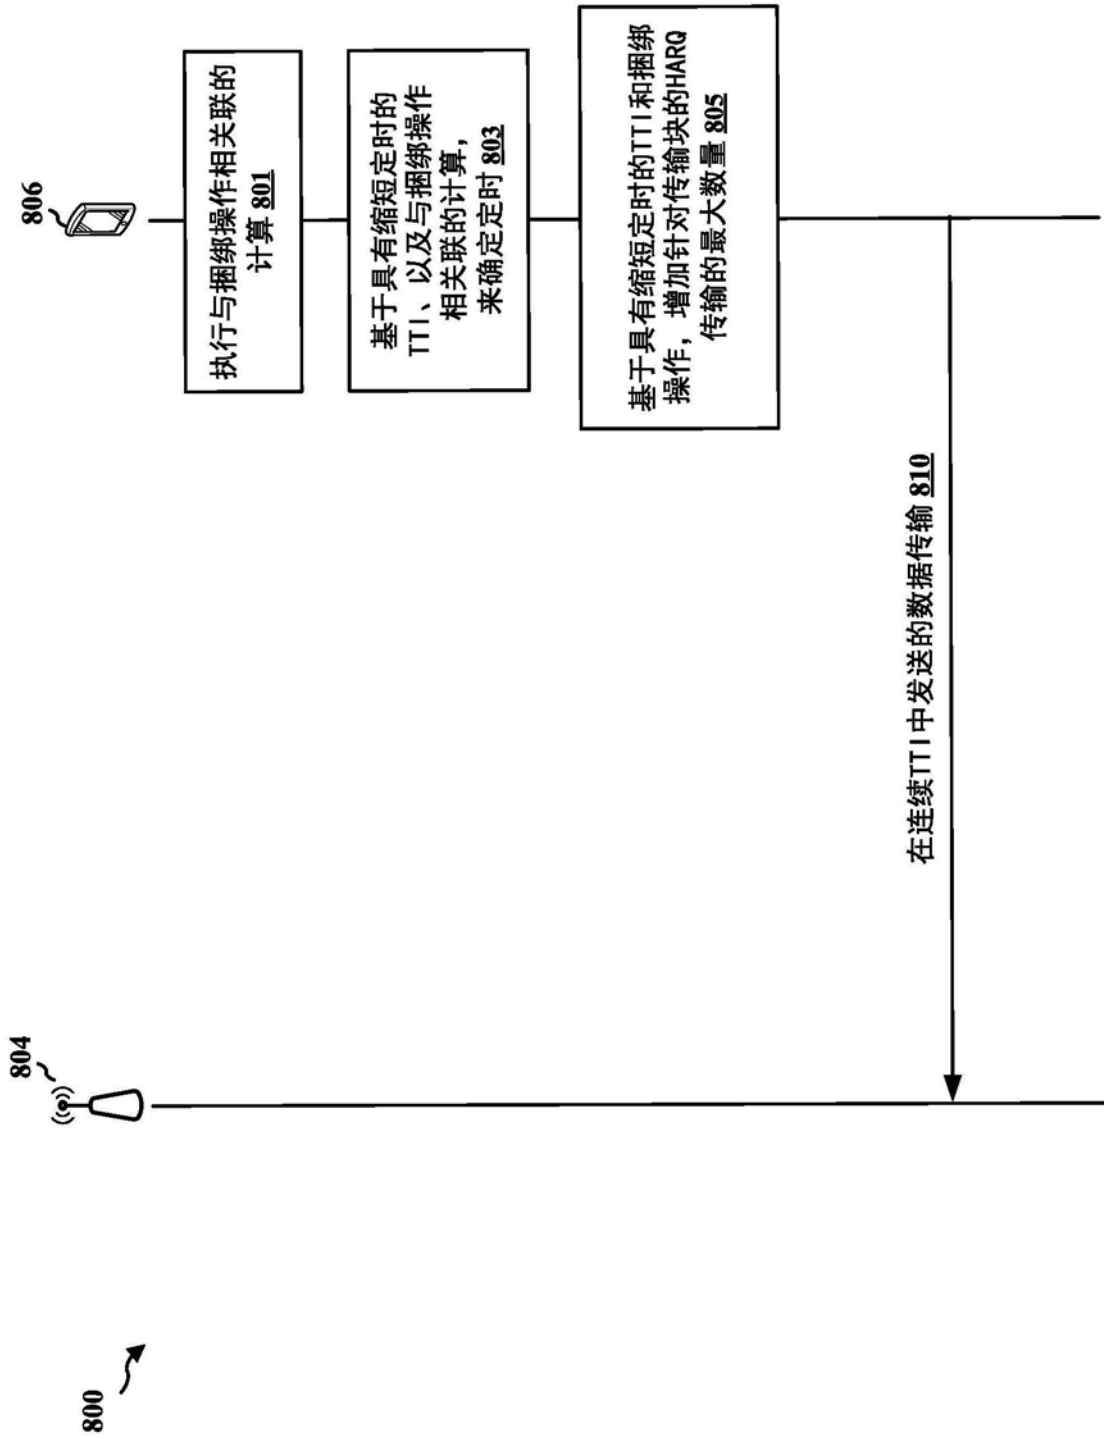 800
804
806
执行与捆绑操作相关联的
计算 801
基于具有缩短定时的
TTI、以及与捆绑操作
相关联的计算，
来确定定时 803
基于具有缩短定时的TTI和捆绑
操作，增加针对传输块的HARQ
传输的最大数量 805
在连续TTI中发送的数据传输 810